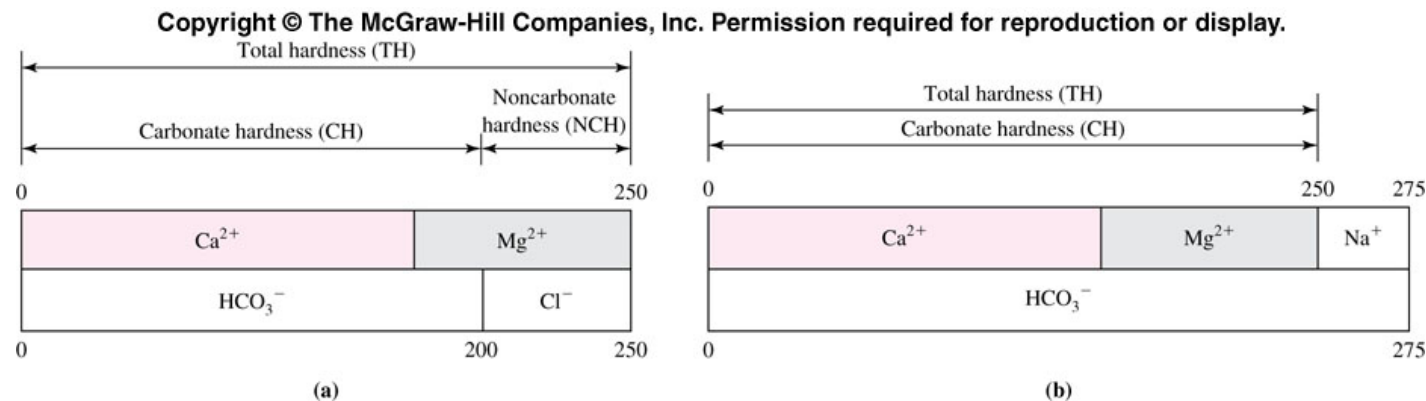 Copyright © The McGraw-Hill Companies, Inc. Permission required for reproduction or display.
Total hardness (TH)
Noncarbonate
hardness (NCH)
Carbonate hardness (CH)
0
250
Ca²⁺
Mg²⁺
HCO₃⁻
Cl⁻
0
200
250
(a)
Total hardness (TH)
Carbonate hardness (CH)
0
250
275
Ca²⁺
Mg²⁺
Na⁺
HCO₃⁻
0
275
(b)